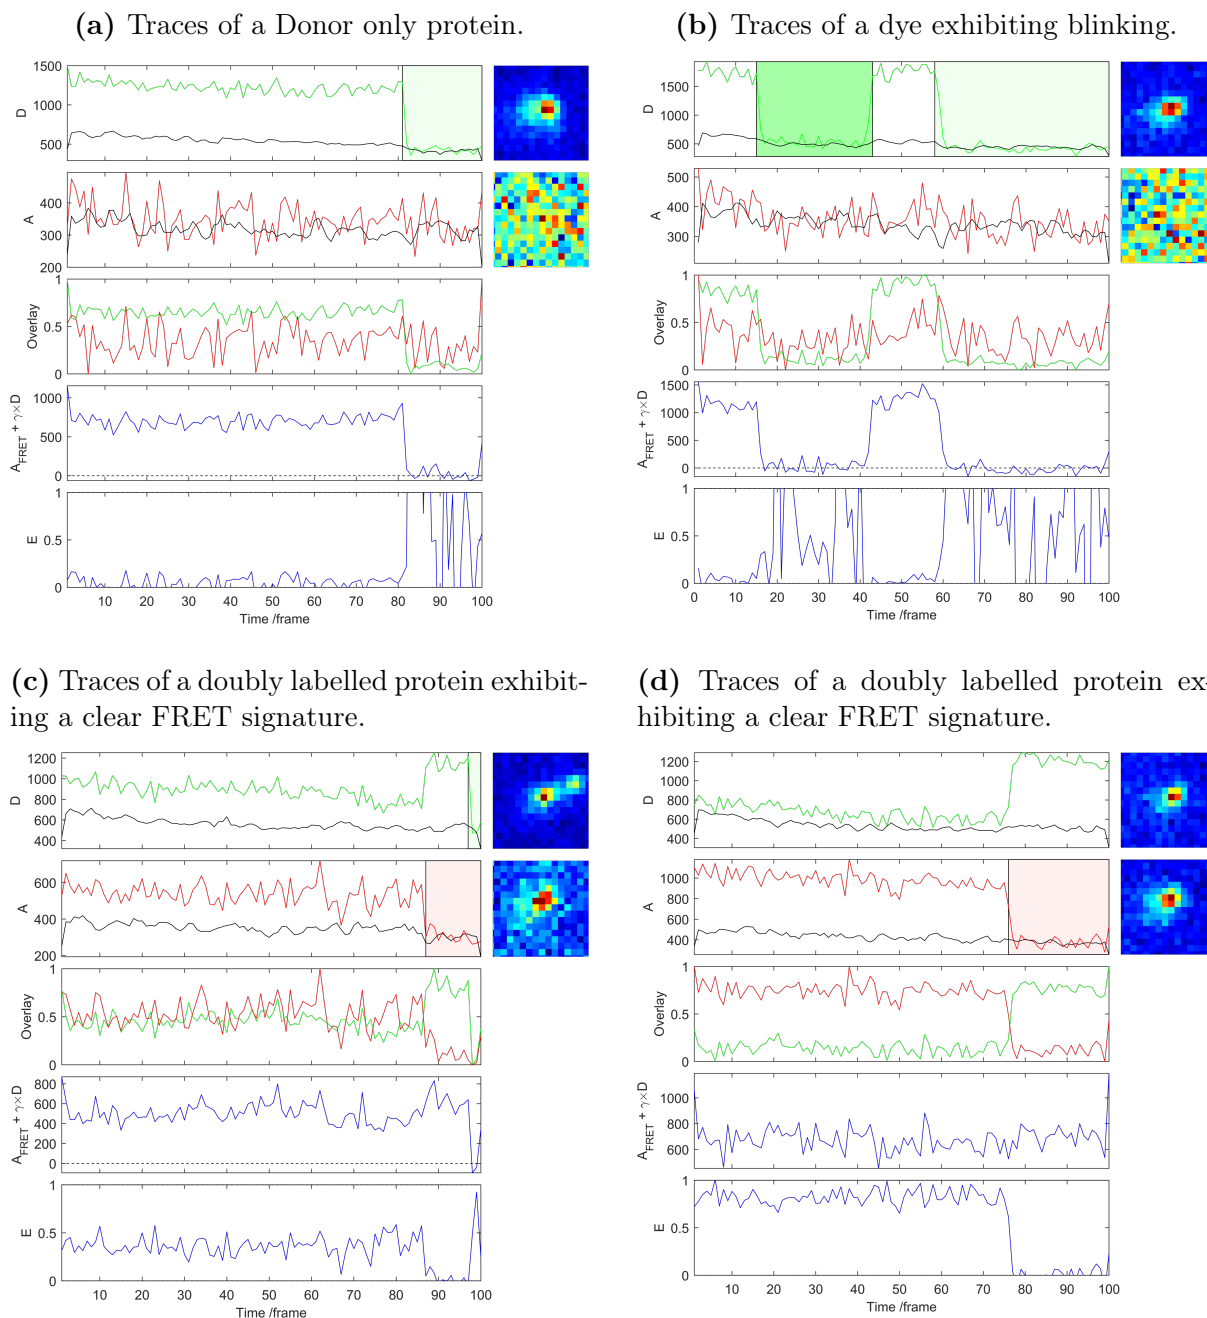 (a) Traces of a Donor only protein.
1500
1000
500
D
400
300
200
A
1
0.5
0
Overlay
1000
500
0
A_FRET + γ×D
1
0.5
0
E
10 20 30 40 50 60 70 80 90 100
Time /frame
(b) Traces of a dye exhibiting blinking.
1500
1000
500
D
500
400
300
A
1
0.5
0
Overlay
1500
1000
500
0
A_FRET + γ×D
1
0.5
0
E
0 10 20 30 40 50 60 70 80 90 100
Time /frame
(c) Traces of a doubly labelled protein exhibit-
ing a clear FRET signature.
1200
1000
800
600
400
D
600
400
200
A
1
0.5
0
Overlay
800
600
400
200
0
A_FRET + γ×D
1
0.5
0
E
10 20 30 40 50 60 70 80 90 100
Time /frame
(d) Traces of a doubly labelled protein ex-
hibiting a clear FRET signature.
1200
1000
800
600
400
D
1000
800
600
400
A
1
0.5
0
Overlay
1000
800
600
A_FRET + γ×D
1
0.5
0
E
10 20 30 40 50 60 70 80 90 100
Time /frame